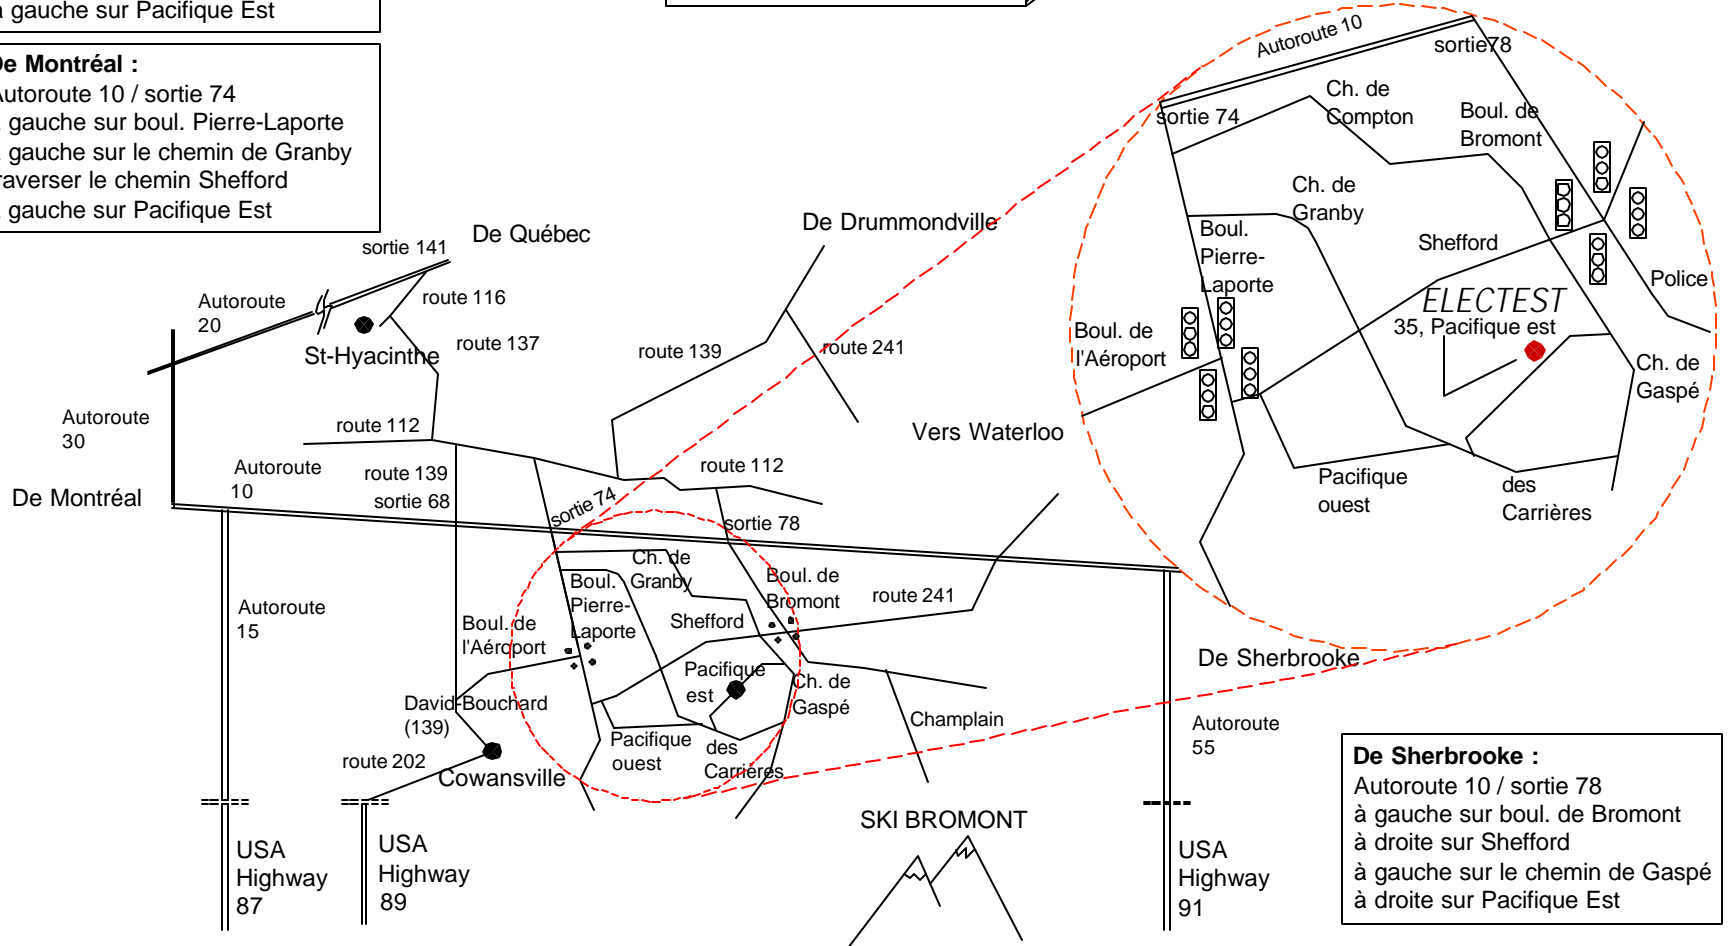 à gauche sur Pacifique Est
De Montréal :
Autoroute 10 / sortie 74
à gauche sur boul. Pierre-Laporte
à gauche sur le chemin de Granby
traverser le chemin Shefford
à gauche sur Pacifique Est
Autoroute 10
sortie78
sortie 74
Ch. de
Compton
Boul. de
Bromont
Ch. de
Granby
Boul.
Pierre-
Laporte
Shefford
Police
ELECTEST
35, Pacifique est
Boul. de
l'Aéroport
Ch. de
Gaspé
Pacifique
ouest
des
Carrières
De Québec
De Drummondville
sortie 141
Autoroute
20
route 116
St-Hyacinthe
route 137
route 139
route 241
Autoroute
30
route 112
Vers Waterloo
Autoroute
10
route 139
sortie 68
route 112
De Montréal
sortie 74
sortie 78
Ch. de
Granby
Boul.
Pierre-
Laporte
Boul. de
Bromont
route 241
Autoroute
15
Boul. de
l'Aéroport
Shefford
De Sherbrooke
Pacifique
est
Ch. de
Gaspé
David-Bouchard
(139)
Champlain
Autoroute
55
Pacifique
ouest
des
Carrières
route 202
Cowansville
SKI BROMONT
USA
Highway
87
USA
Highway
89
USA
Highway
91
De Sherbrooke :
Autoroute 10 / sortie 78
à gauche sur boul. de Bromont
à droite sur Shefford
à gauche sur le chemin de Gaspé
à droite sur Pacifique Est